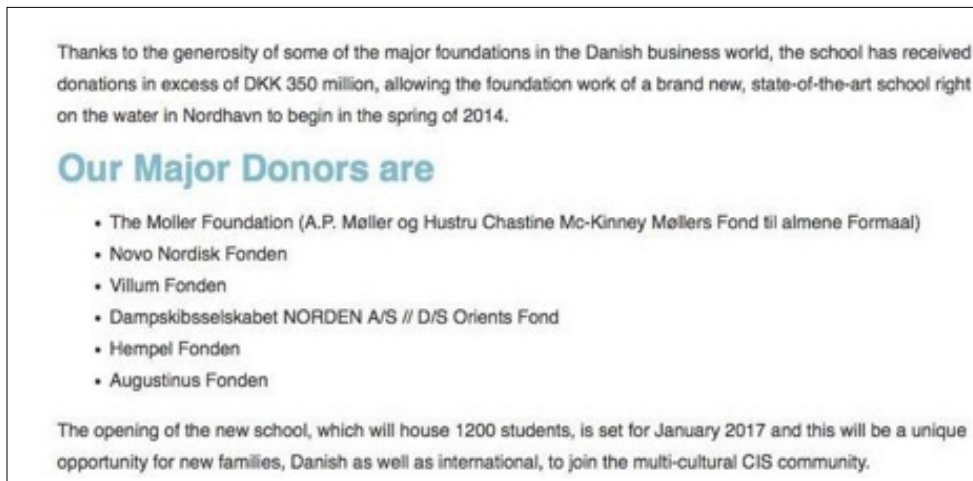 Thanks to the generosity of some of the major foundations in the Danish business world, the school has received
donations in excess of DKK 350 million, allowing the foundation work of a brand new, state-of-the-art school right
on the water in Nordhavn to begin in the spring of 2014.
Our Major Donors are
• The Moller Foundation (A.P. Møller og Hustru Chastine Mc-Kinney Møllers Fond til almene Formaal)
• Novo Nordisk Fonden
• Villum Fonden
• Dampskibsselskabet NORDEN A/S // D/S Orients Fond
• Hempel Fonden
• Augustinus Fonden
The opening of the new school, which will house 1200 students, is set for January 2017 and this will be a unique
opportunity for new families, Danish as well as international, to join the multi-cultural CIS community.